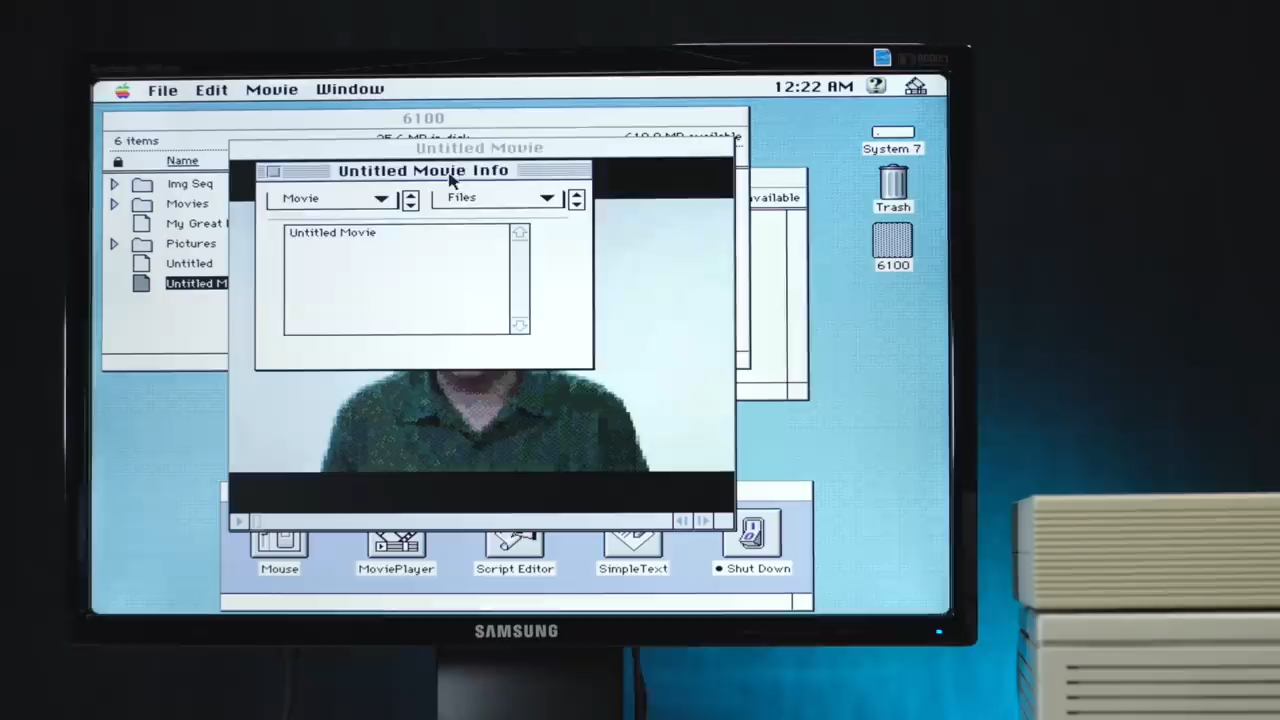 File Edit Movie Window 12:22 AM
6100
6 items
Untitled Movie
Name
Untitled Movie Info
Movie Files
available
Img Seq
Movies
My Great
Pictures
Untitled
Untitled M
Untitled Movie
System 7
Trash
6100
Mouse MoviePlayer Script Editor SimpleText Shut Down
SAMSUNG